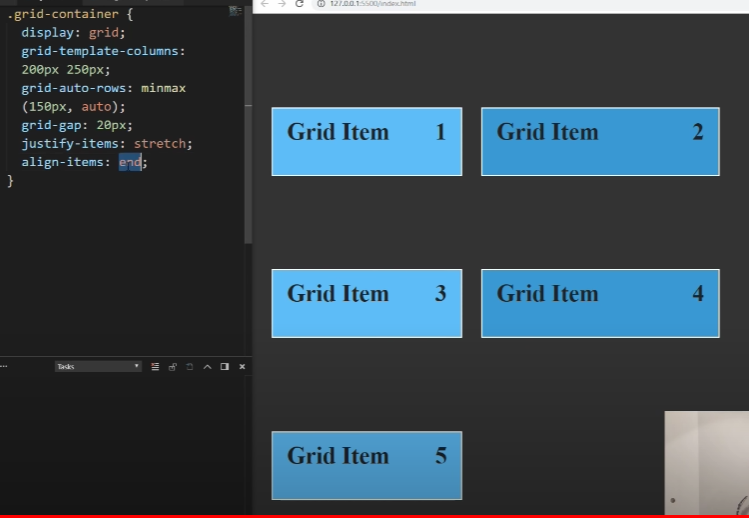 .grid-container {
display: grid;
grid-template-columns:
200px 250px;
grid-auto-rows: minmax
(150px, auto);
grid-gap: 20px;
justify-items: stretch;
align-items: end;
}
127.0.0.1:5500/index.html
Grid Item 1
Grid Item 2
Grid Item 3
Grid Item 4
Grid Item 5
Tasks